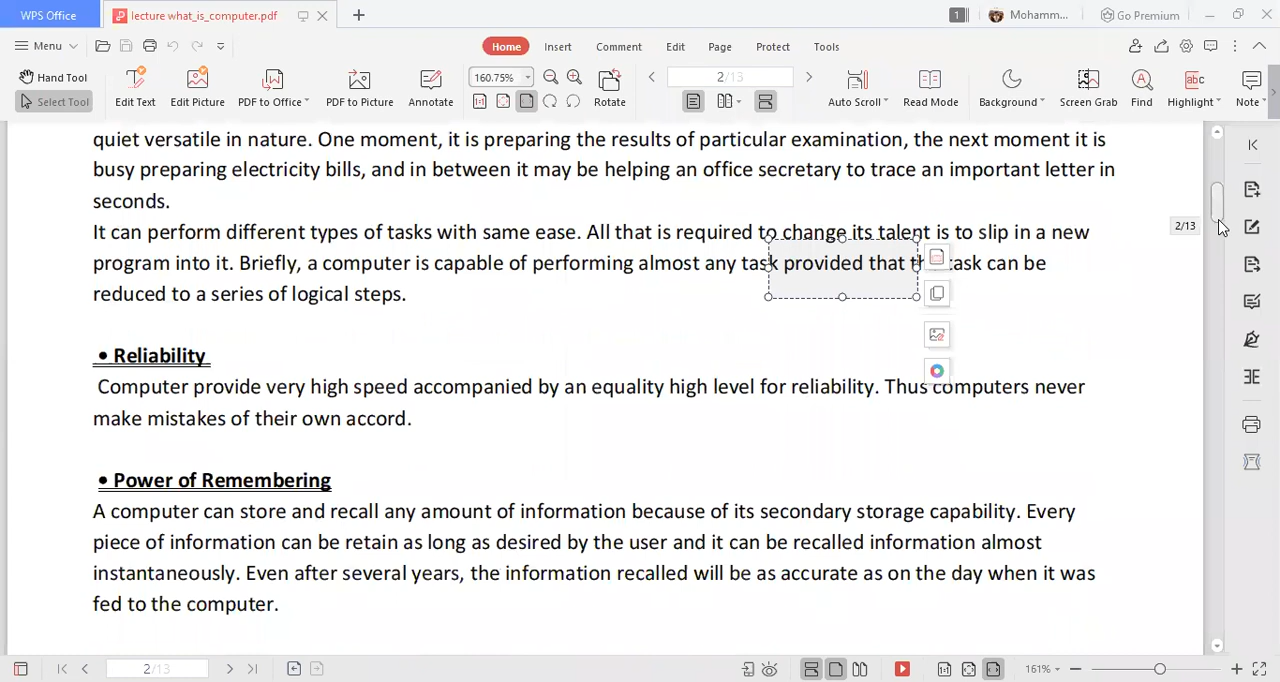 WPS Office
lecture what_is_computer.pdf
1
Mohamm...
Go Premium
Menu
Home
Insert
Comment
Edit
Page
Protect
Tools
Hand Tool
Select Tool
Edit Text
Edit Picture
PDF to Office
PDF to Picture
Annotate
160.75%
Rotate
2/13
Auto Scroll
Read Mode
Background
Screen Grab
Find
abc
Highlight
Note
quiet versatile in nature. One moment, it is preparing the results of particular examination, the next moment it is
busy preparing electricity bills, and in between it may be helping an office secretary to trace an important letter in
seconds.
It can perform different types of tasks with same ease. All that is required to change its talent is to slip in a new
program into it. Briefly, a computer is capable of performing almost any task provided that task can be
reduced to a series of logical steps.
• Reliability
Computer provide very high speed accompanied by an equality high level for reliability. Thus computers never
make mistakes of their own accord.
• Power of Remembering
A computer can store and recall any amount of information because of its secondary storage capability. Every
piece of information can be retain as long as desired by the user and it can be recalled information almost
instantaneously. Even after several years, the information recalled will be as accurate as on the day when it was
fed to the computer.
2/13
2/13
161%